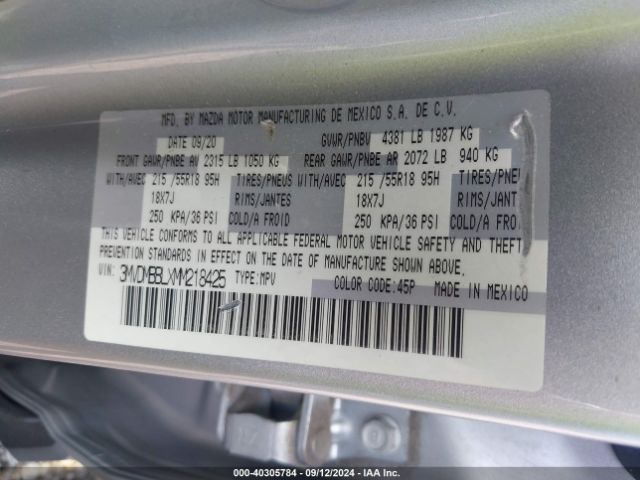 MFD. BY MAZDA MOTOR MANUFACTURING DE MEXICO S.A. DE C.V.
DATE 09/20 GVWR/PNBV 4381 LB 1987 KG
FRONT GAWR/PNBE AV 2315 LB 1050 KG REAR GAWR/PNBE AR 2072 LB 940 KG
WITH/AVEC 215 /55R18 95H TIRES/PNEUS WITH/AVEC 215 /55R18 95H TIRES/PNEU
18X7J RIMS/JANTES 18X7J RIMS/JANT
250 KPA/36 PSI COLD/A FROID 250 KPA/36 PSI COLD/A FROI
THIS VEHICLE CONFORMS TO ALL APPLICABLE FEDERAL MOTOR VEHICLE SAFETY AND THEFT
PREVENTION STANDARDS IN EFFECT ON THE DATE OF MANUFACTURE SHOWN ABOVE.
VIN: 3MVDMBBLXMM218425 TYPE:MPV COLOR CODE:45P MADE IN MEXICO
000-40305784 - 09/12/2024 - IAA Inc.